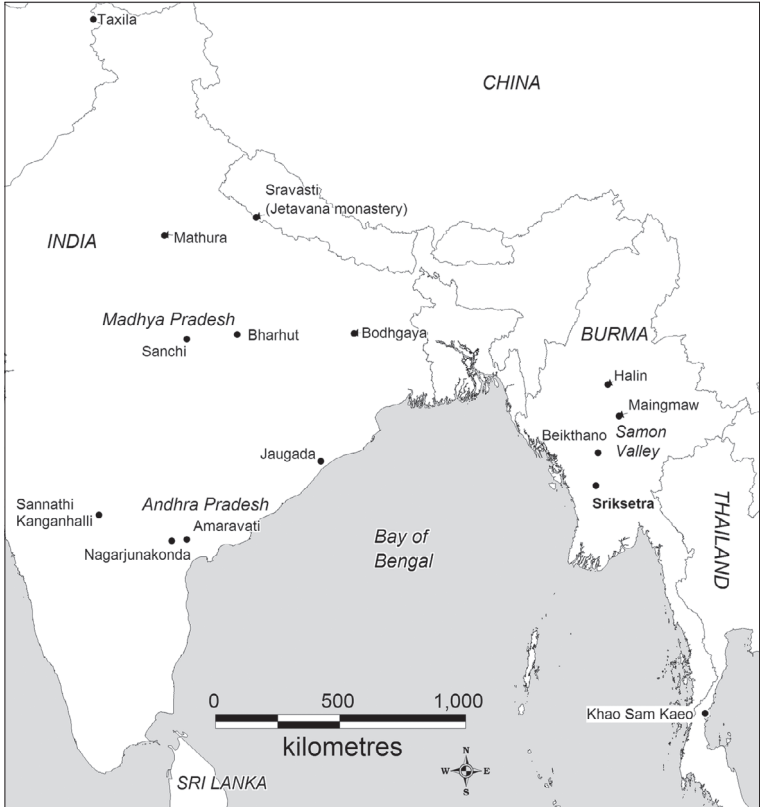 Taxila
CHINA
Sravasti
(Jetavana monastery)
INDIA
Mathura
Madhya Pradesh
Bharhut
Bodhgaya
BURMA
Sanchi
Halin
Maingmaw
Beikthano
Samon
Valley
Jaugada
Sriksetra
THAILAND
Sannathi
Kanganhalli
Andhra Pradesh
Amaravati
Nagarjunakonda
Bay of
Bengal
0 500 1,000
kilometres
Khao Sam Kaeo
N
W E
S
SRI LANKA